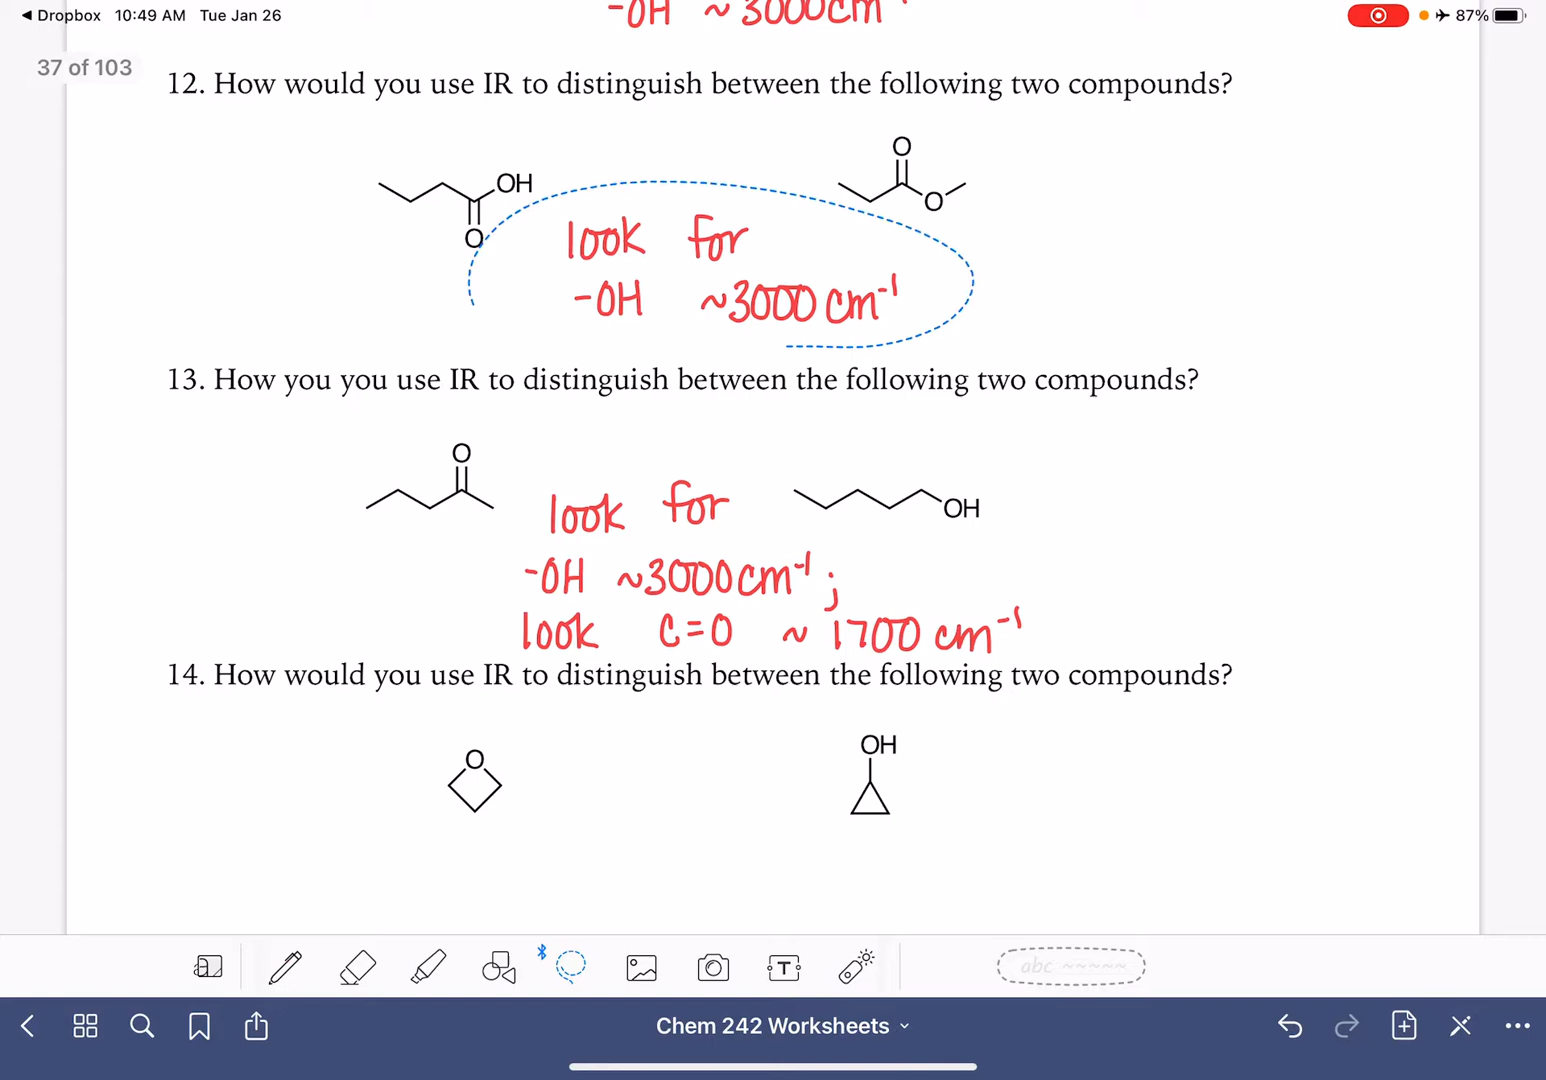 Dropbox 10:49 AM Tue Jan 26
87%
-OH ~3000cm
37 of 103
12. How would you use IR to distinguish between the following two compounds?
OH
O
O
O
look for
-OH ~3000 cm⁻¹
13. How you you use IR to distinguish between the following two compounds?
O
OH
look for
-OH ~3000cm⁻¹;
look C=O ~ 1700 cm⁻¹
14. How would you use IR to distinguish between the following two compounds?
O
OH
a
T
abc
Chem 242 Worksheets